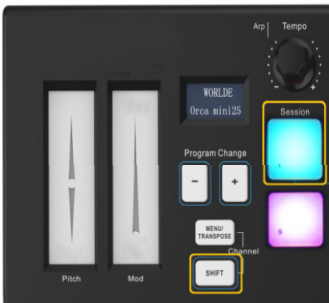 Arp
Tempo
-
+
WORLDE
Orca mini25
Session
Program Change
-
+
9
MENU/
TRANSPOSE
Channel
SHIFT
Pitch
Mod